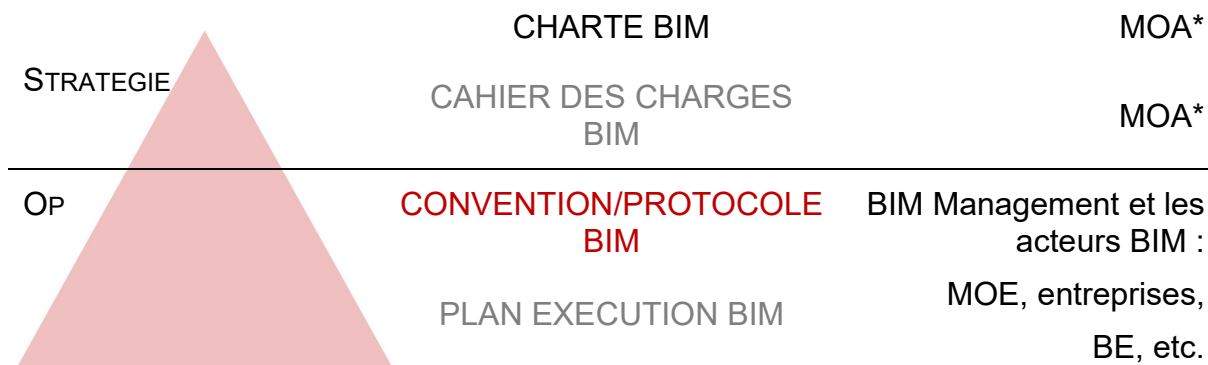 CHARTE BIM
MOA*
STRATEGIE
CAHIER DES CHARGES
BIM
MOA*
OP
CONVENTION/PROTOCOLE
BIM
BIM Management et les
acteurs BIM :
MOE, entreprises,
BE, etc.
PLAN EXECUTION BIM